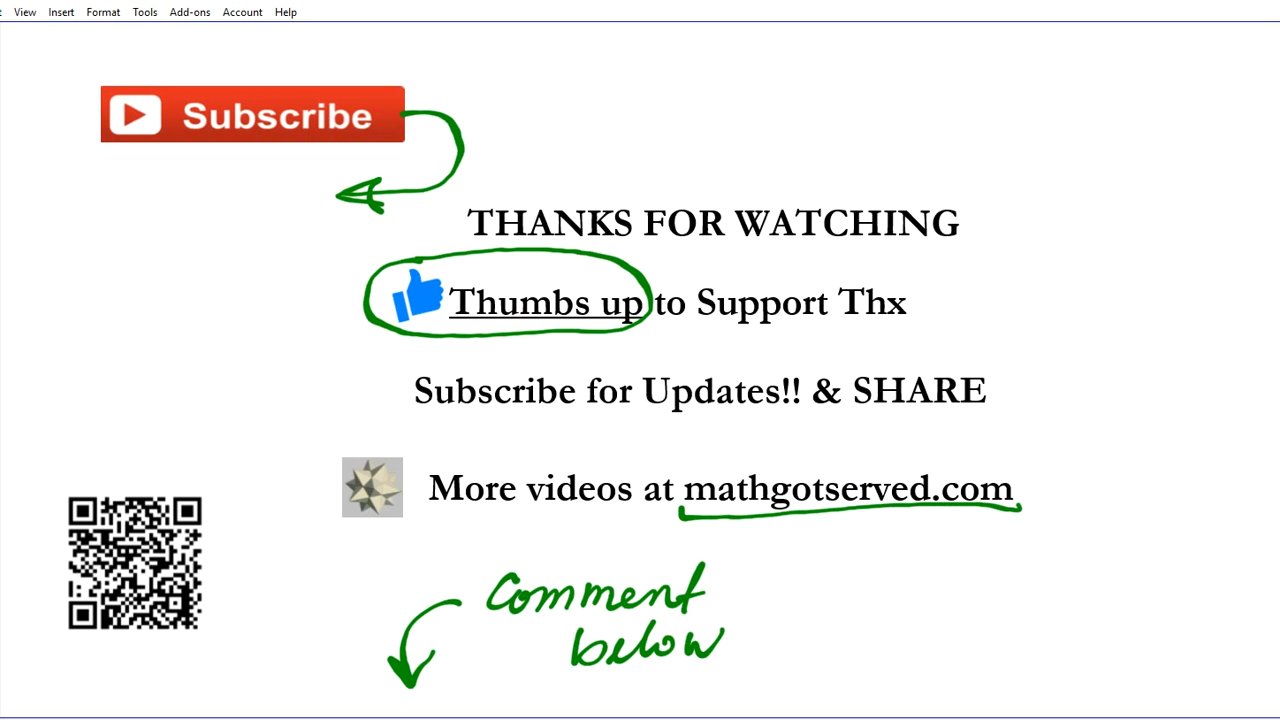 View Insert Format Tools Add-ons Account Help
Subscribe
THANKS FOR WATCHING
Thumbs up to Support Thx
Subscribe for Updates!! & SHARE
More videos at mathgotserved.com
Comment
below